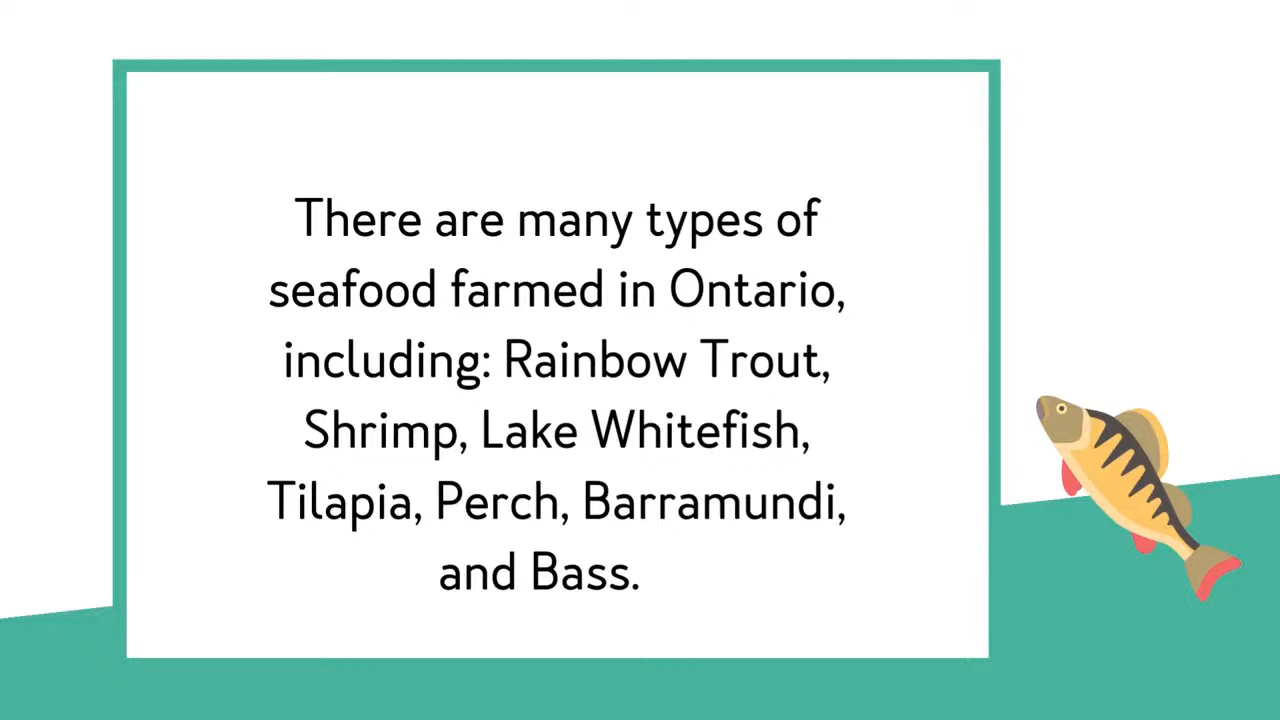 There are many types of
seafood farmed in Ontario,
including: Rainbow Trout,
Shrimp, Lake Whitefish,
Tilapia, Perch, Barramundi,
and Bass.